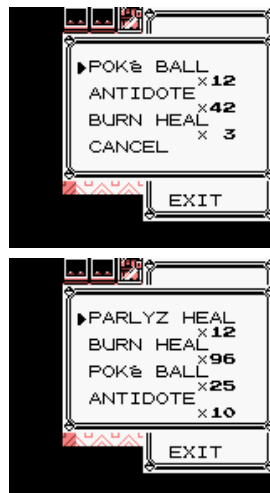 ▶POKé BALL
×12
ANTIDOTE
×42
BURN HEAL
× 3
CANCEL
EXIT
▶PARLYZ HEAL
×12
BURN HEAL
×96
POKé BALL
×25
ANTIDOTE
×10
EXIT